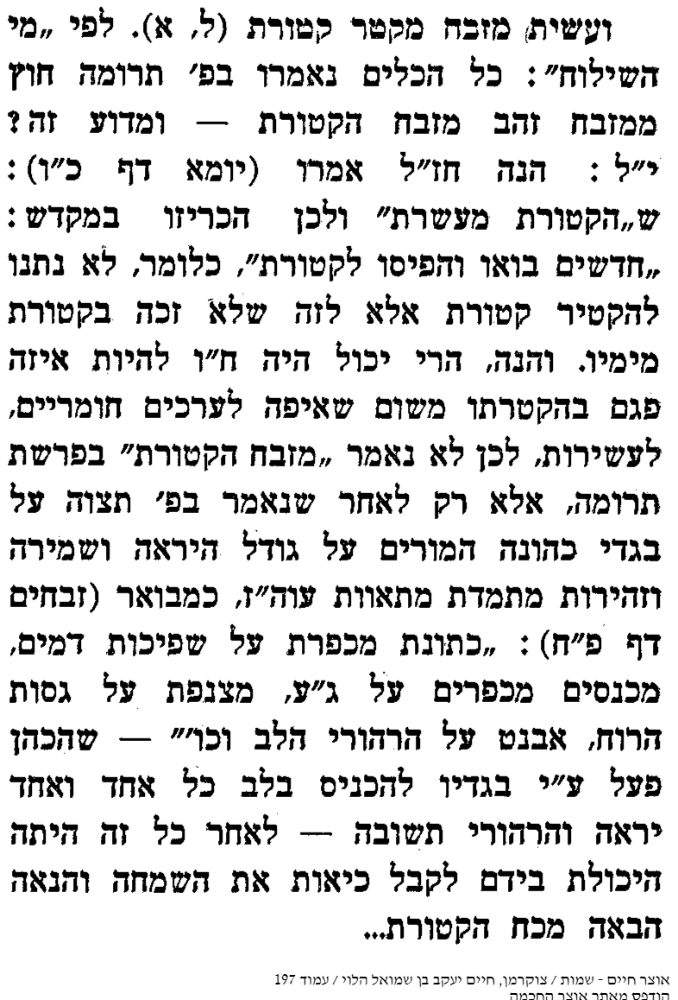 ועשית מזבח מקטר קטורת (ל, א). לפי „מי
השילוח״: כל הכלים נאמרו בפ׳ תרומה חוץ
ממזבח זהב מזבח הקטורת — ומדוע זה?
י״ל: הנה חז״ל אמרו (יומא דף כ״ו):
ש„הקטורת מעשרת״ ולכן הכריזו במקדש:
„חדשים בואו והפיסו לקטורת״, כלומר, לא נתנו
להקטיר קטורת אלא לזה שלא זכה בקטורת
מימיו. והנה, הרי יכול היה ח״ו להיות איזה
פגם בהקטרתו משום שאיפה לערכים חומריים,
לעשירות, לכן לא נאמר „מזבח הקטורת״ בפרשת
תרומה, אלא רק לאחר שנאמר בפ׳ תצוה על
בגדי כהונה המורים על גודל היראה ושמירה
וזהירות מתמדת מתאוות עוה״ז, כמבואר (זבחים
דף פ״ח): „כתונת מכפרת על שפיכות דמים,
מכנסים מכפרים על ג״ע, מצנפת על גסות
הרוח, אבנט על הרהורי הלב וכו׳״ — שהכהן
פעל ע״י בגדיו להכניס בלב כל אחד ואחד
יראה והרהורי תשובה — לאחר כל זה היתה
היכולת בידם לקבל כיאות את השמחה והנאה
הבאה מכח הקטורת...
אוצר חיים - שמות / צוקרמן, חיים יעקב בן שמואל הלוי / עמוד 197
הודפס מאתר אוצר החכמה